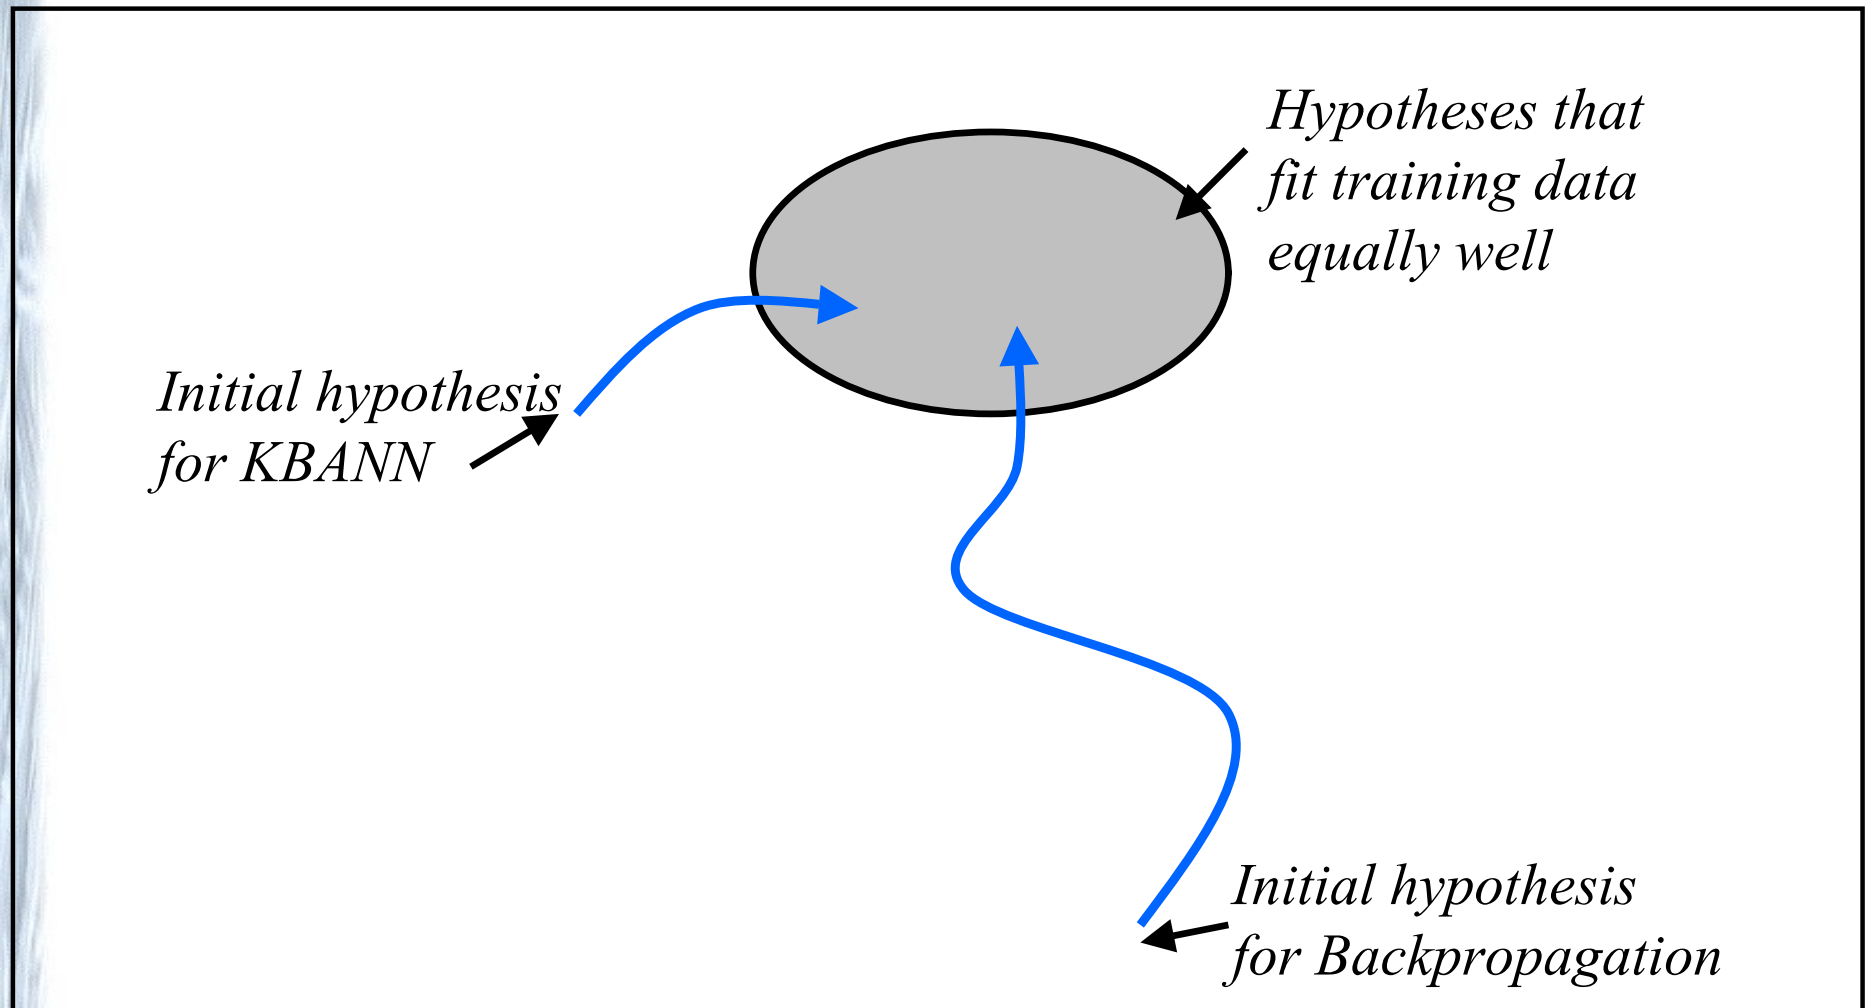 Hypotheses that
fit training data
equally well
Initial hypothesis
for KBANN
Initial hypothesis
for Backpropagation